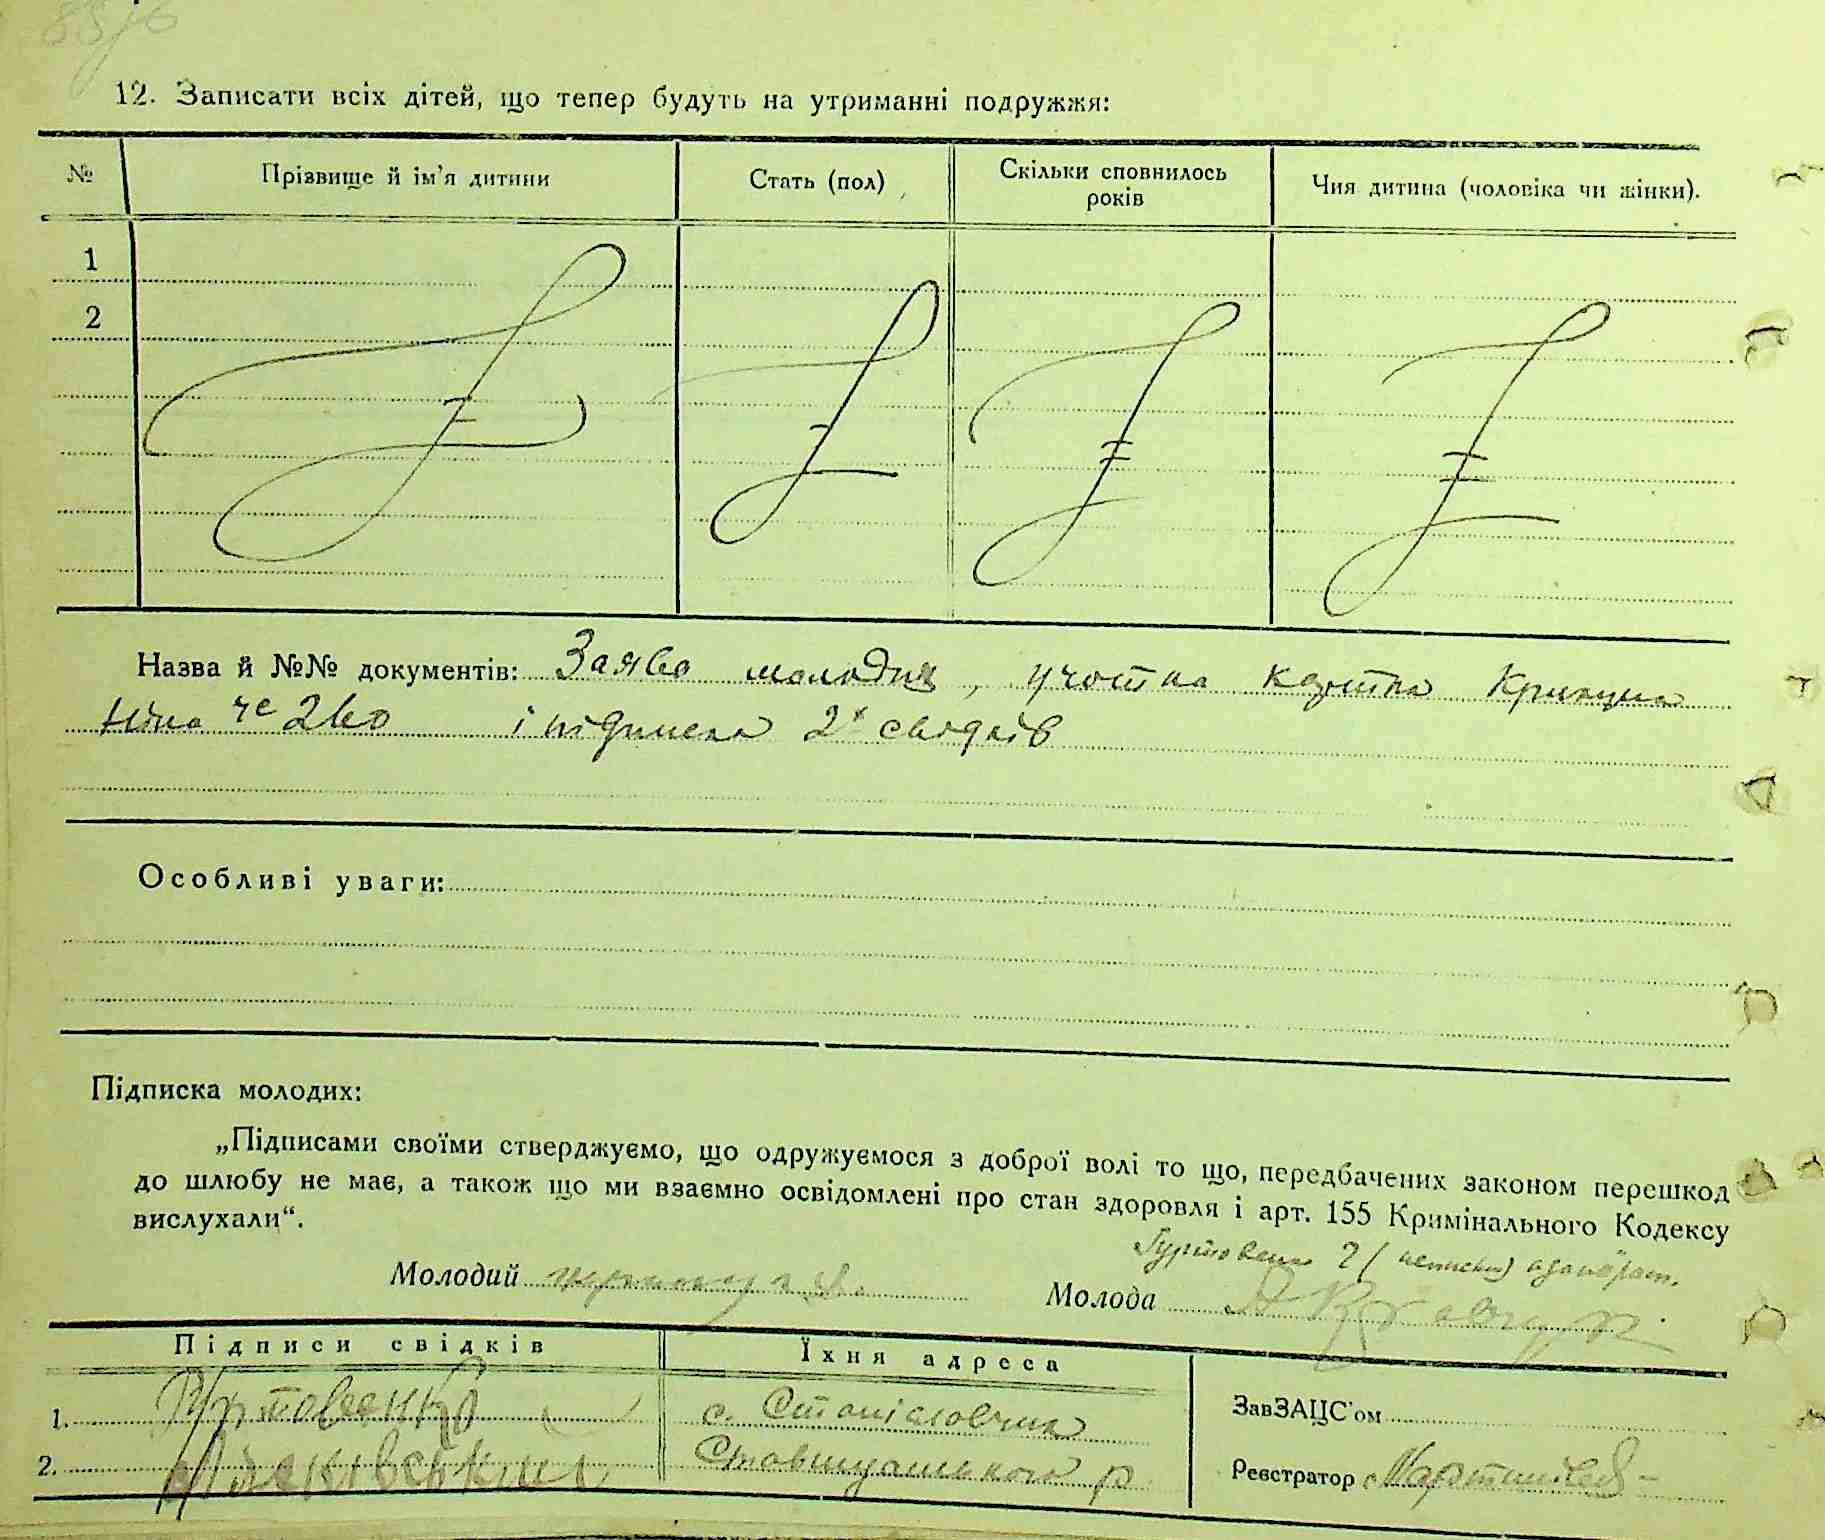 12. Записати всіх дітей, що тепер будуть на утриманні подружжя:
№ Прізвище й ім’я дитини Стать (пол) Скільки сповнилось років Чия дитина (чоловіка чи жінки).
1
2
Назва й №№ документів: Заява молодих,
і підписка 2х свідків
Особливі уваги:
Підписка молодих:
„Підписами своїми стверджуємо, що одружуємося з доброї волі то що, передбачених законом перешкод
до шлюбу не має, а також що ми взаємно освідомлені про стан здоровля і арт. 155 Кримінального Кодексу
вислухали“.
Молодий
Молода
Підписи свідків Їхня адреса
1. Гуртовенко с. Станіловчик ЗавЗАЦС’ом
2. Ставищанського р Реєстратор